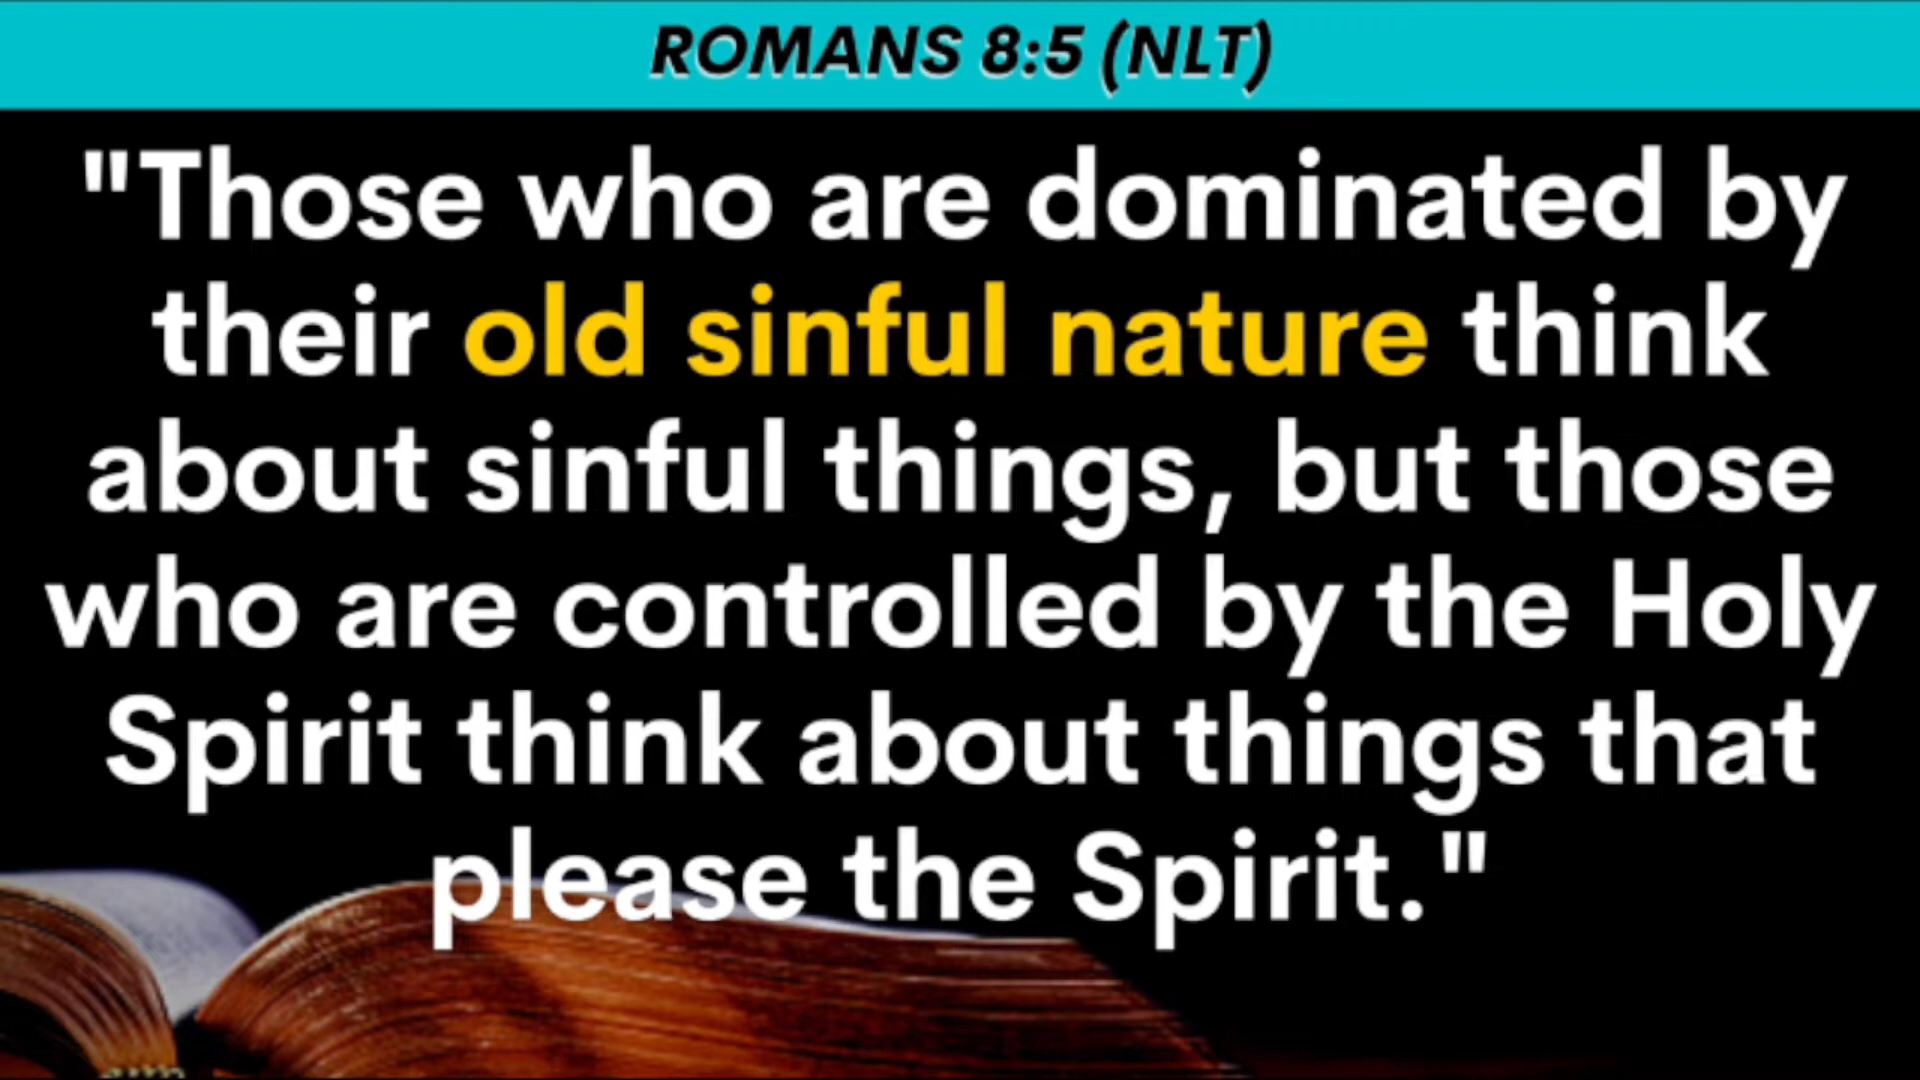 ROMANS 8:5 (NLT)
"Those who are dominated by
their old sinful nature think
about sinful things, but those
who are controlled by the Holy
Spirit think about things that
please the Spirit."